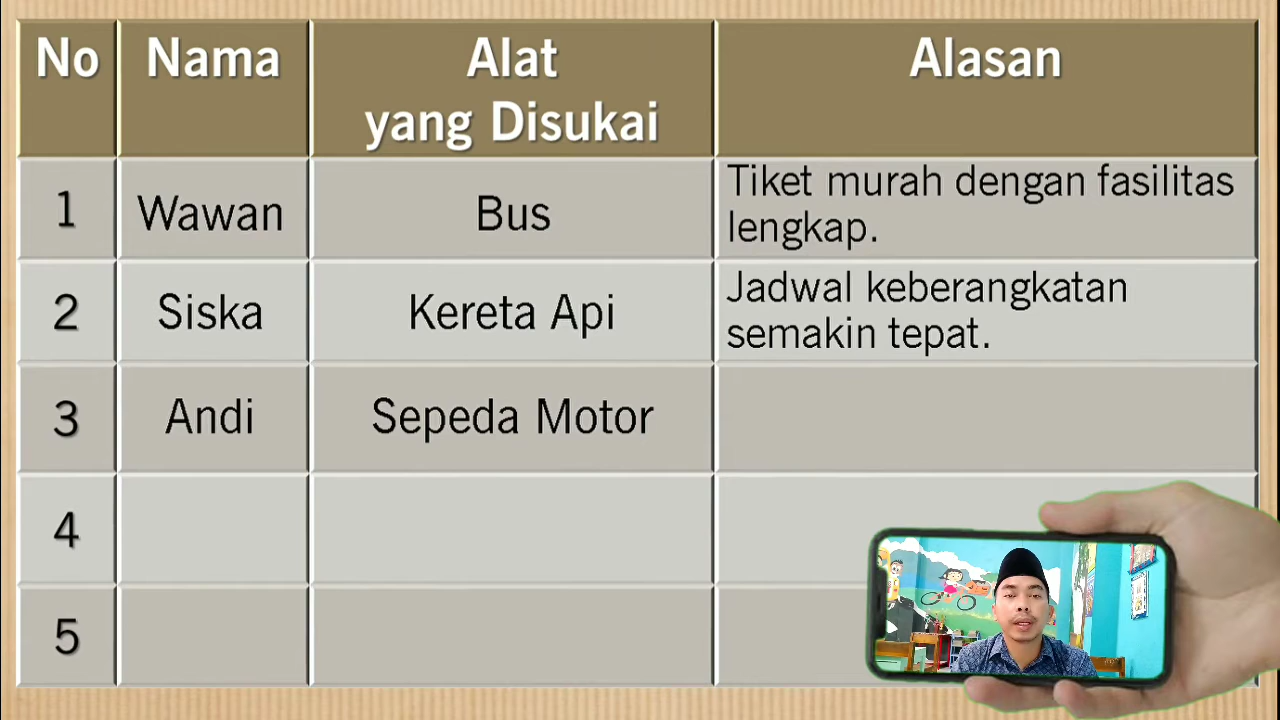 No Nama Alat yang Disukai Alasan
1 Wawan Bus Tiket murah dengan fasilitas lengkap.
2 Siska Kereta Api Jadwal keberangkatan semakin tepat.
3 Andi Sepeda Motor
4
5